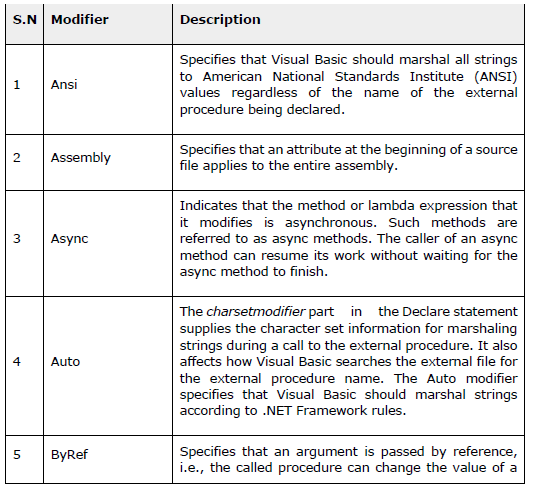 S.N Modifier Description
Specifies that Visual Basic should marshal all strings
to American National Standards Institute (ANSI)
1 Ansi
values regardless of the name of the external
procedure being declared.
2 Assembly
Specifies that an attribute at the beginning of a source
file applies to the entire assembly.
Indicates that the method or lambda expression that
it modifies is asynchronous. Such methods are
3 Async
referred to as async methods. The caller of an async
method can resume its work without waiting for the
async method to finish.
The charsetmodifier part in the Declare statement
supplies the character set information for marshaling
strings during a call to the external procedure. It also
4 Auto
affects how Visual Basic searches the external file for
the external procedure name. The Auto modifier
specifies that Visual Basic should marshal strings
according to .NET Framework rules.
5 ByRef
Specifies that an argument is passed by reference,
i.e., the called procedure can change the value of a